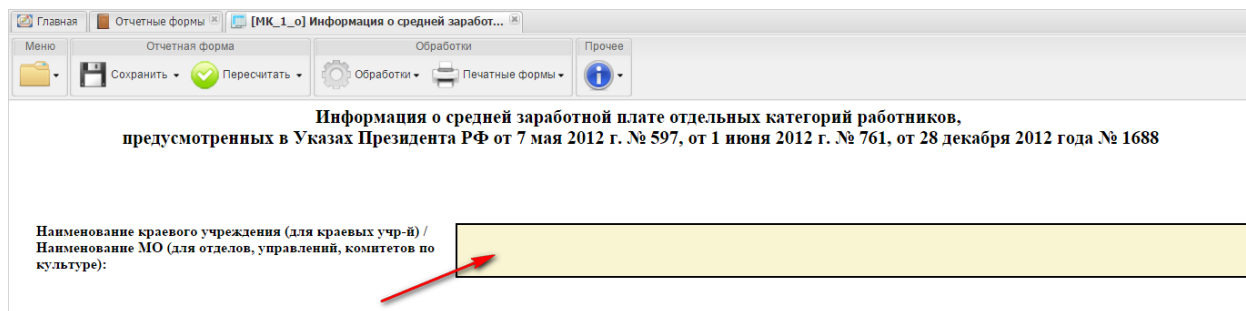 Главная Отчетные формы [МК_1_о] Информация о средней заработ...
Меню Отчетная форма Обработки Прочее
Сохранить Пересчитать Обработки Печатные формы
Информация о средней заработной плате отдельных категорий работников,
предусмотренных в Указах Президента РФ от 7 мая 2012 г. № 597, от 1 июня 2012 г. № 761, от 28 декабря 2012 года № 1688
Наименование краевого учреждения (для краевых учр-й) /
Наименование МО (для отделов, управлений, комитетов по
культуре):